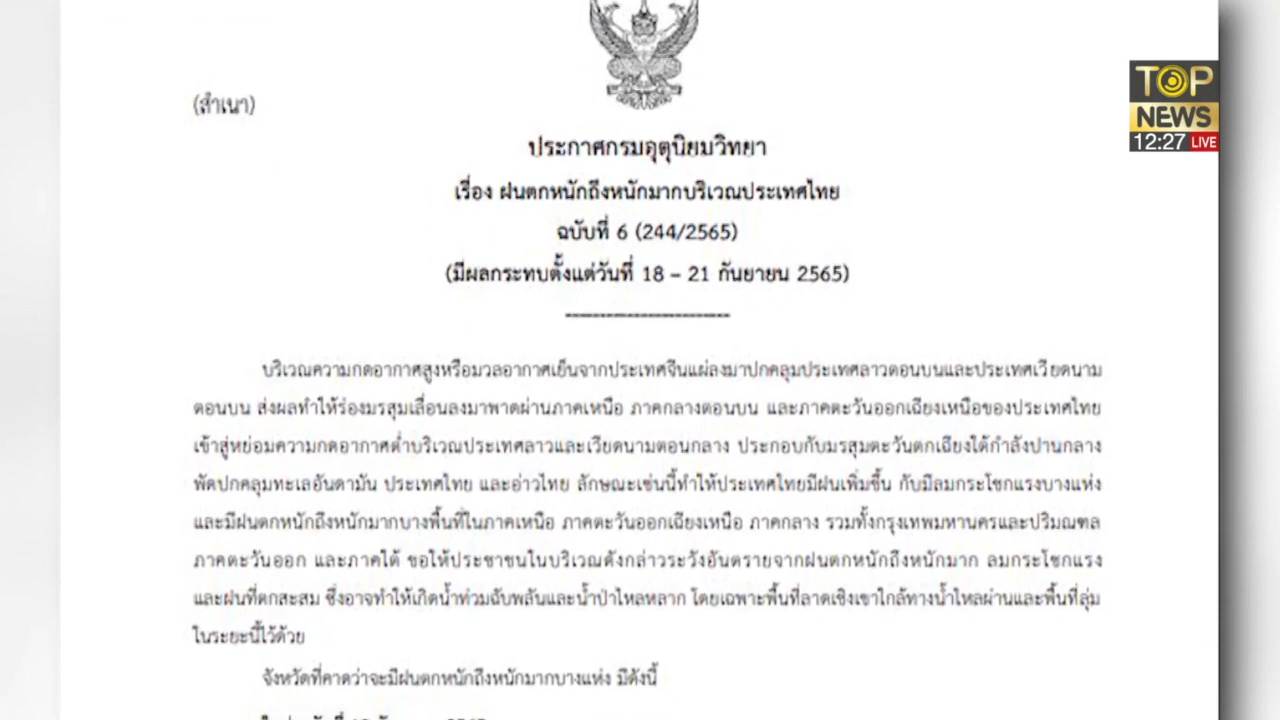 TOP
NEWS
12:27 LIVE
(สำเนา)
ประกาศกรมอุตุนิยมวิทยา
เรื่อง ฝนตกหนักถึงหนักมากบริเวณประเทศไทย
ฉบับที่ 6 (244/2565)
(มีผลกระทบตั้งแต่วันที่ 18 – 21 กันยายน 2565)
------------------------
บริเวณความกดอากาศสูงหรือมวลอากาศเย็นจากประเทศจีนแผ่ลงมาปกคลุมประเทศลาวตอนบนและประเทศเวียดนาม
ตอนบน ส่งผลทำให้ร่องมรสุมเลื่อนลงมาพาดผ่านภาคเหนือ ภาคกลางตอนบน และภาคตะวันออกเฉียงเหนือของประเทศไทย
เข้าสู่หย่อมความกดอากาศต่ำบริเวณประเทศลาวและเวียดนามตอนกลาง ประกอบกับมรสุมตะวันตกเฉียงใต้กำลังปานกลาง
พัดปกคลุมทะเลอันดามัน ประเทศไทย และอ่าวไทย ลักษณะเช่นนี้ทำให้ประเทศไทยมีฝนเพิ่มขึ้น กับมีลมกระโชกแรงบางแห่ง
และมีฝนตกหนักถึงหนักมากบางพื้นที่ในภาคเหนือ ภาคตะวันออกเฉียงเหนือ ภาคกลาง รวมทั้งกรุงเทพมหานครและปริมณฑล
ภาคตะวันออก และภาคใต้ ขอให้ประชาชนในบริเวณดังกล่าวระวังอันตรายจากฝนตกหนักถึงหนักมาก ลมกระโชกแรง
และฝนที่ตกสะสม ซึ่งอาจทำให้เกิดน้ำท่วมฉับพลันและน้ำป่าไหลหลาก โดยเฉพาะพื้นที่ลาดเชิงเขาใกล้ทางน้ำไหลผ่านและพื้นที่ลุ่ม
ในระยะนี้ไว้ด้วย
จังหวัดที่คาดว่าจะมีฝนตกหนักถึงหนักมากบางแห่ง มีดังนี้